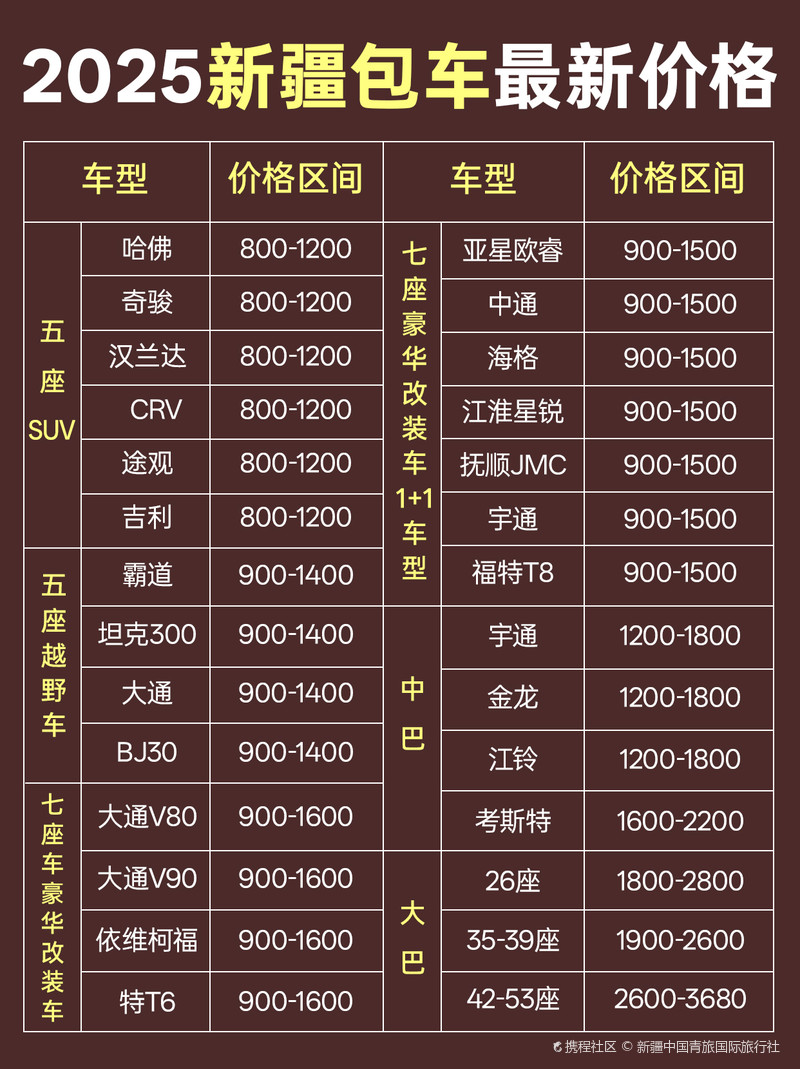 2025新疆包车最新价格
车型 价格区间 车型 价格区间
五座SUV
哈佛 800-1200
奇骏 800-1200
汉兰达 800-1200
CRV 800-1200
途观 800-1200
吉利 800-1200
五座越野车
霸道 900-1400
坦克300 900-1400
大通 900-1400
BJ30 900-1400
七座车豪华改装车
大通V80 900-1600
大通V90 900-1600
依维柯福 900-1600
特T6 900-1600
七座豪华改装车1+1车型
亚星欧睿 900-1500
中通 900-1500
海格 900-1500
江淮星锐 900-1500
抚顺JMC 900-1500
宇通 900-1500
福特T8 900-1500
中巴
宇通 1200-1800
金龙 1200-1800
江铃 1200-1800
考斯特 1600-2200
大巴
26座 1800-2800
35-39座 1900-2600
42-53座 2600-3680
携程社区 © 新疆中国青旅国际旅行社